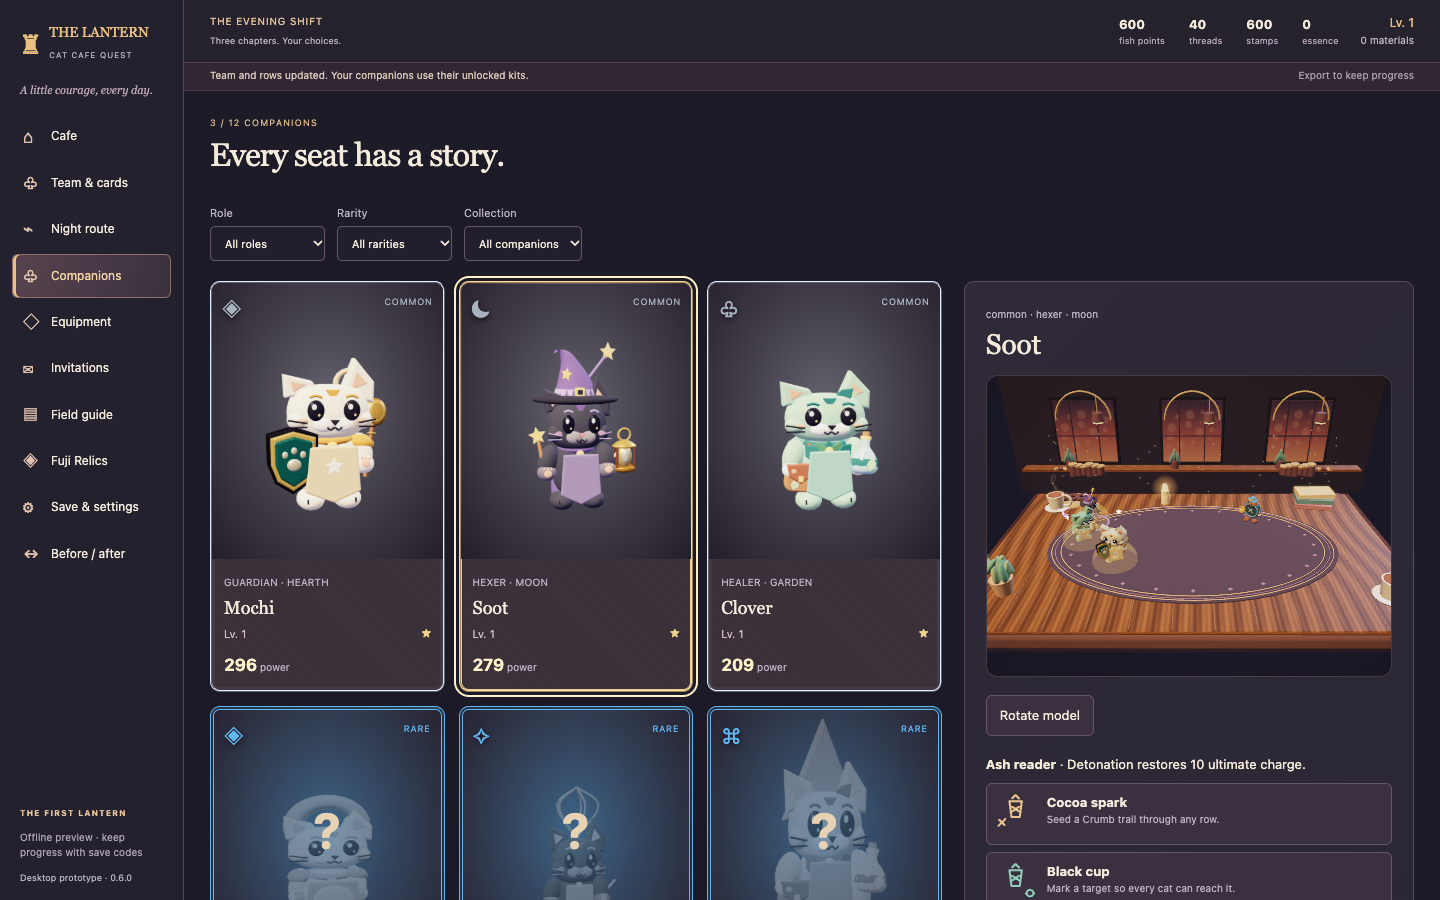 THE LANTERN
CAT CAFE QUEST
A little courage, every day.
Cafe
Team & cards
Night route
Companions
Equipment
Invitations
Field guide
Fuji Relics
Save & settings
Before / after
THE FIRST LANTERN
Offline preview · keep
progress with save codes
Desktop prototype · 0.6.0
THE EVENING SHIFT
Three chapters. Your choices.
600 fish points
40 threads
600 stamps
0 essence
Lv. 1
0 materials
Team and rows updated. Your companions use their unlocked kits.
Export to keep progress
3 / 12 COMPANIONS
Every seat has a story.
Role
Rarity
Collection
All roles
All rarities
All companions
COMMON
GUARDIAN · HEARTH
Mochi
Lv. 1
296 power
COMMON
HEXER · MOON
Soot
Lv. 1
279 power
COMMON
HEALER · GARDEN
Clover
Lv. 1
209 power
RARE
?
RARE
?
RARE
?
common · hexer · moon
Soot
Rotate model
Ash reader · Detonation restores 10 ultimate charge.
Cocoa spark
Seed a Crumb trail through any row.
Black cup
Mark a target so every cat can reach it.